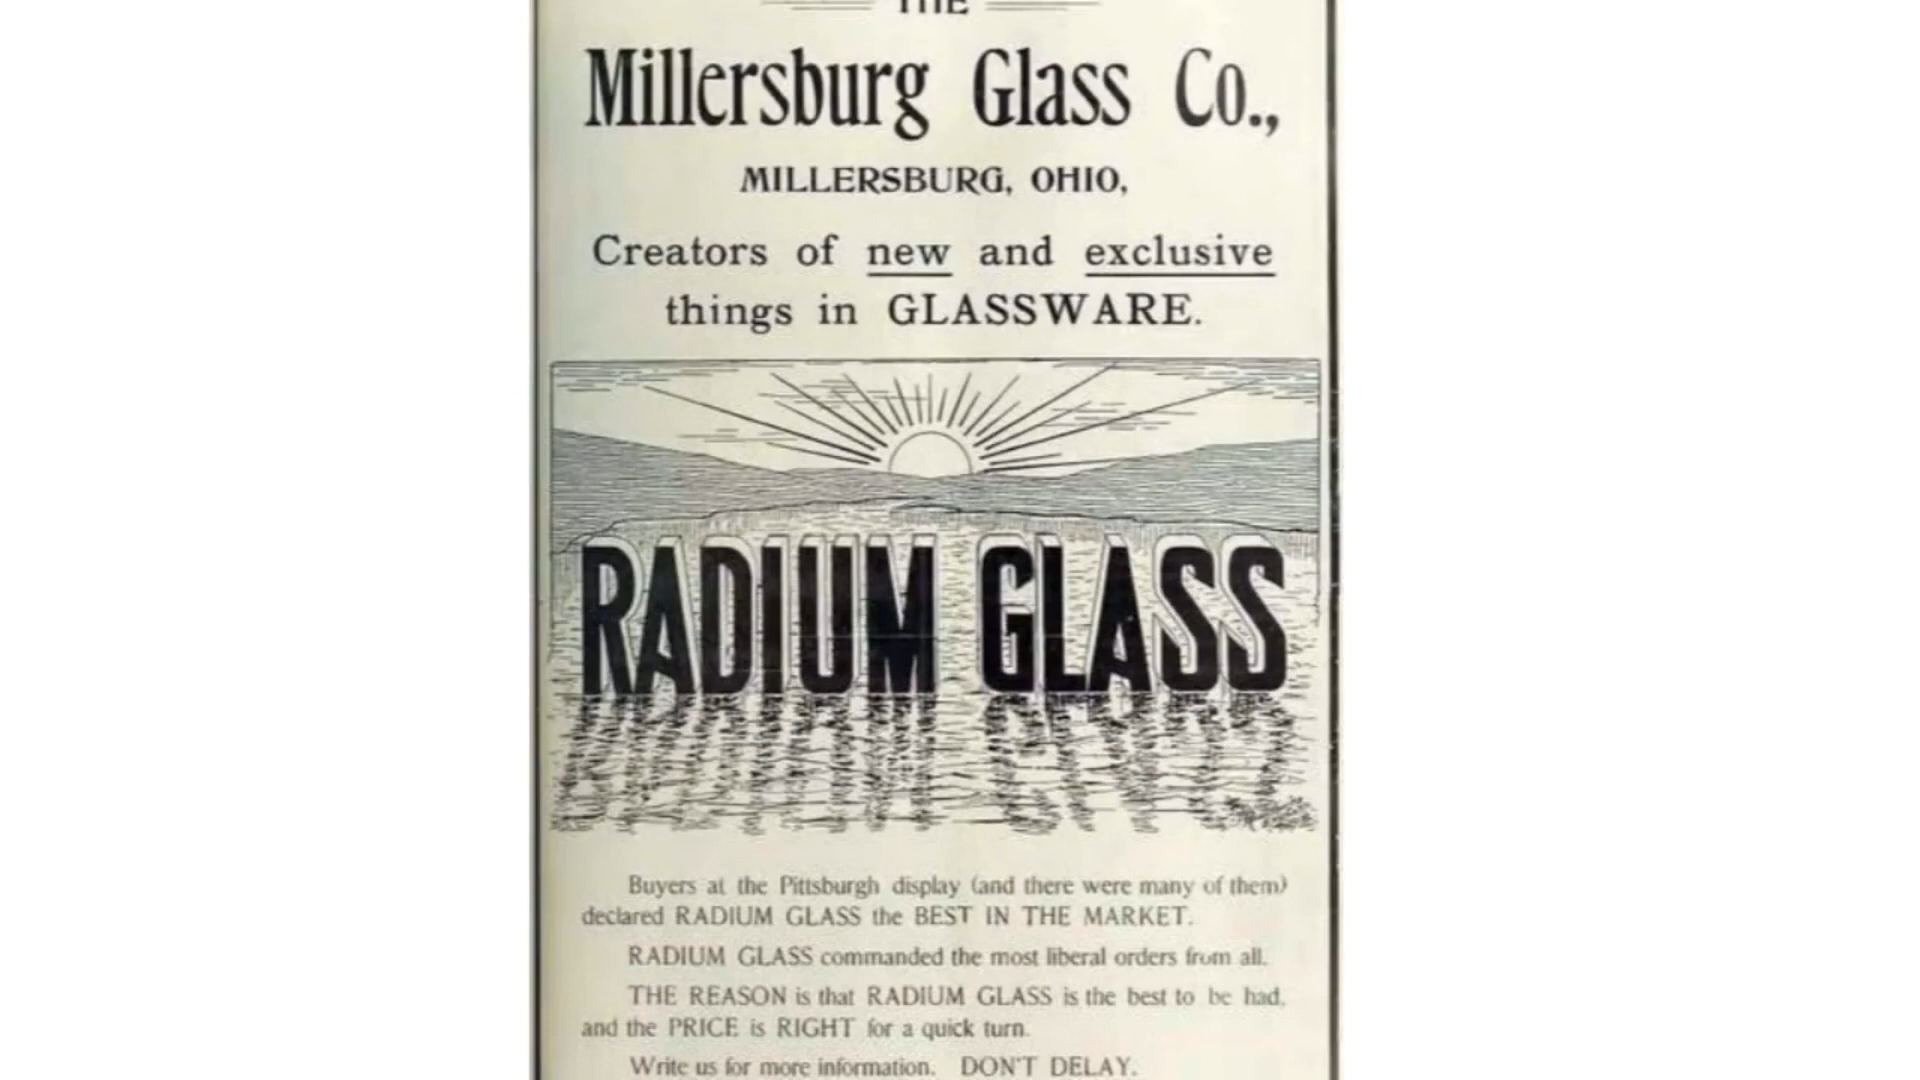 THE
Millersburg Glass Co.,
MILLERSBURG, OHIO,
Creators of new and exclusive
things in GLASSWARE.
RADIUM GLASS
Buyers at the Pittsburgh display (and there were many of them)
declared RADIUM GLASS the BEST IN THE MARKET.
RADIUM GLASS commanded the most liberal orders from all.
THE REASON is that RADIUM GLASS is the best to be had,
and the PRICE is RIGHT for a quick turn.
Write us for more information. DON'T DELAY.